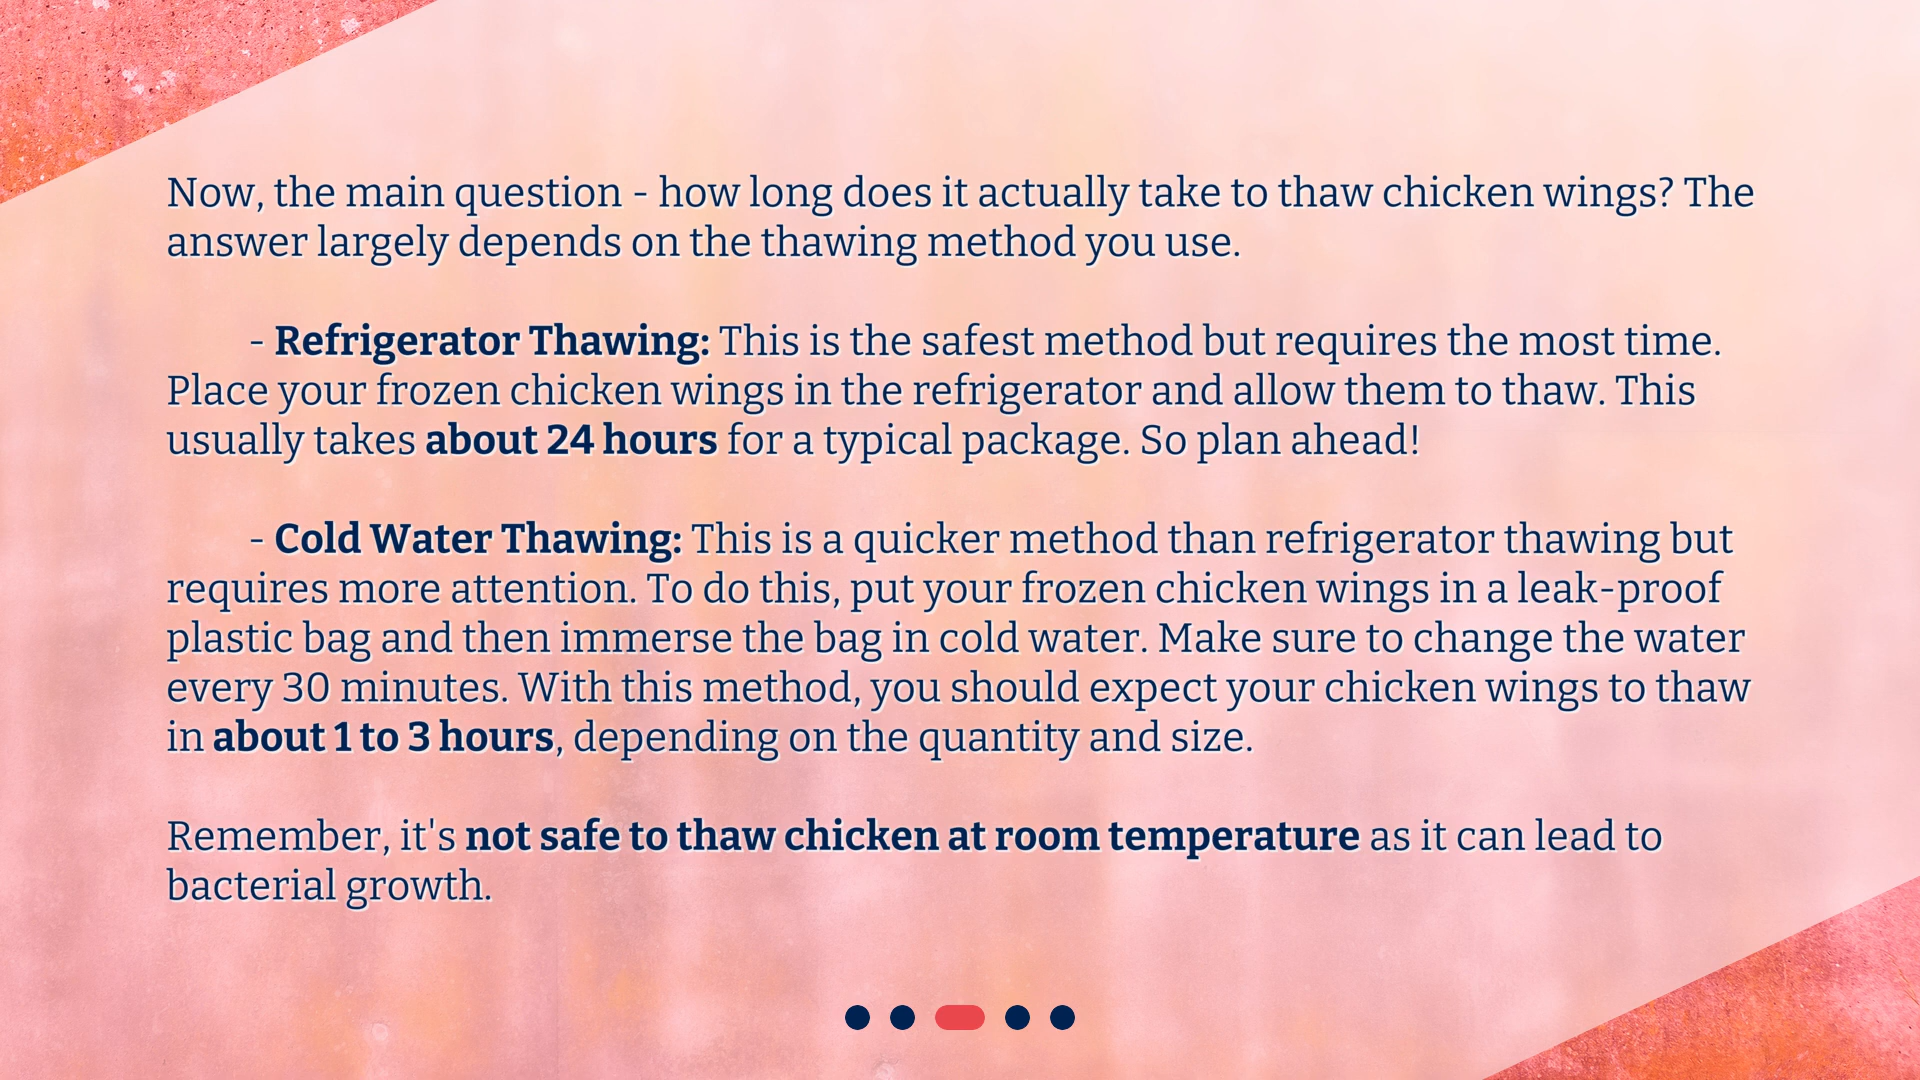 Now, the main question - how long does it actually take to thaw chicken wings? The
answer largely depends on the thawing method you use.
- Refrigerator Thawing: This is the safest method but requires the most time.
Place your frozen chicken wings in the refrigerator and allow them to thaw. This
usually takes about 24 hours for a typical package. So plan ahead!
- Cold Water Thawing: This is a quicker method than refrigerator thawing but
requires more attention. To do this, put your frozen chicken wings in a leak-proof
plastic bag and then immerse the bag in cold water. Make sure to change the water
every 30 minutes. With this method, you should expect your chicken wings to thaw
in about 1 to 3 hours, depending on the quantity and size.
Remember, it's not safe to thaw chicken at room temperature as it can lead to
bacterial growth.